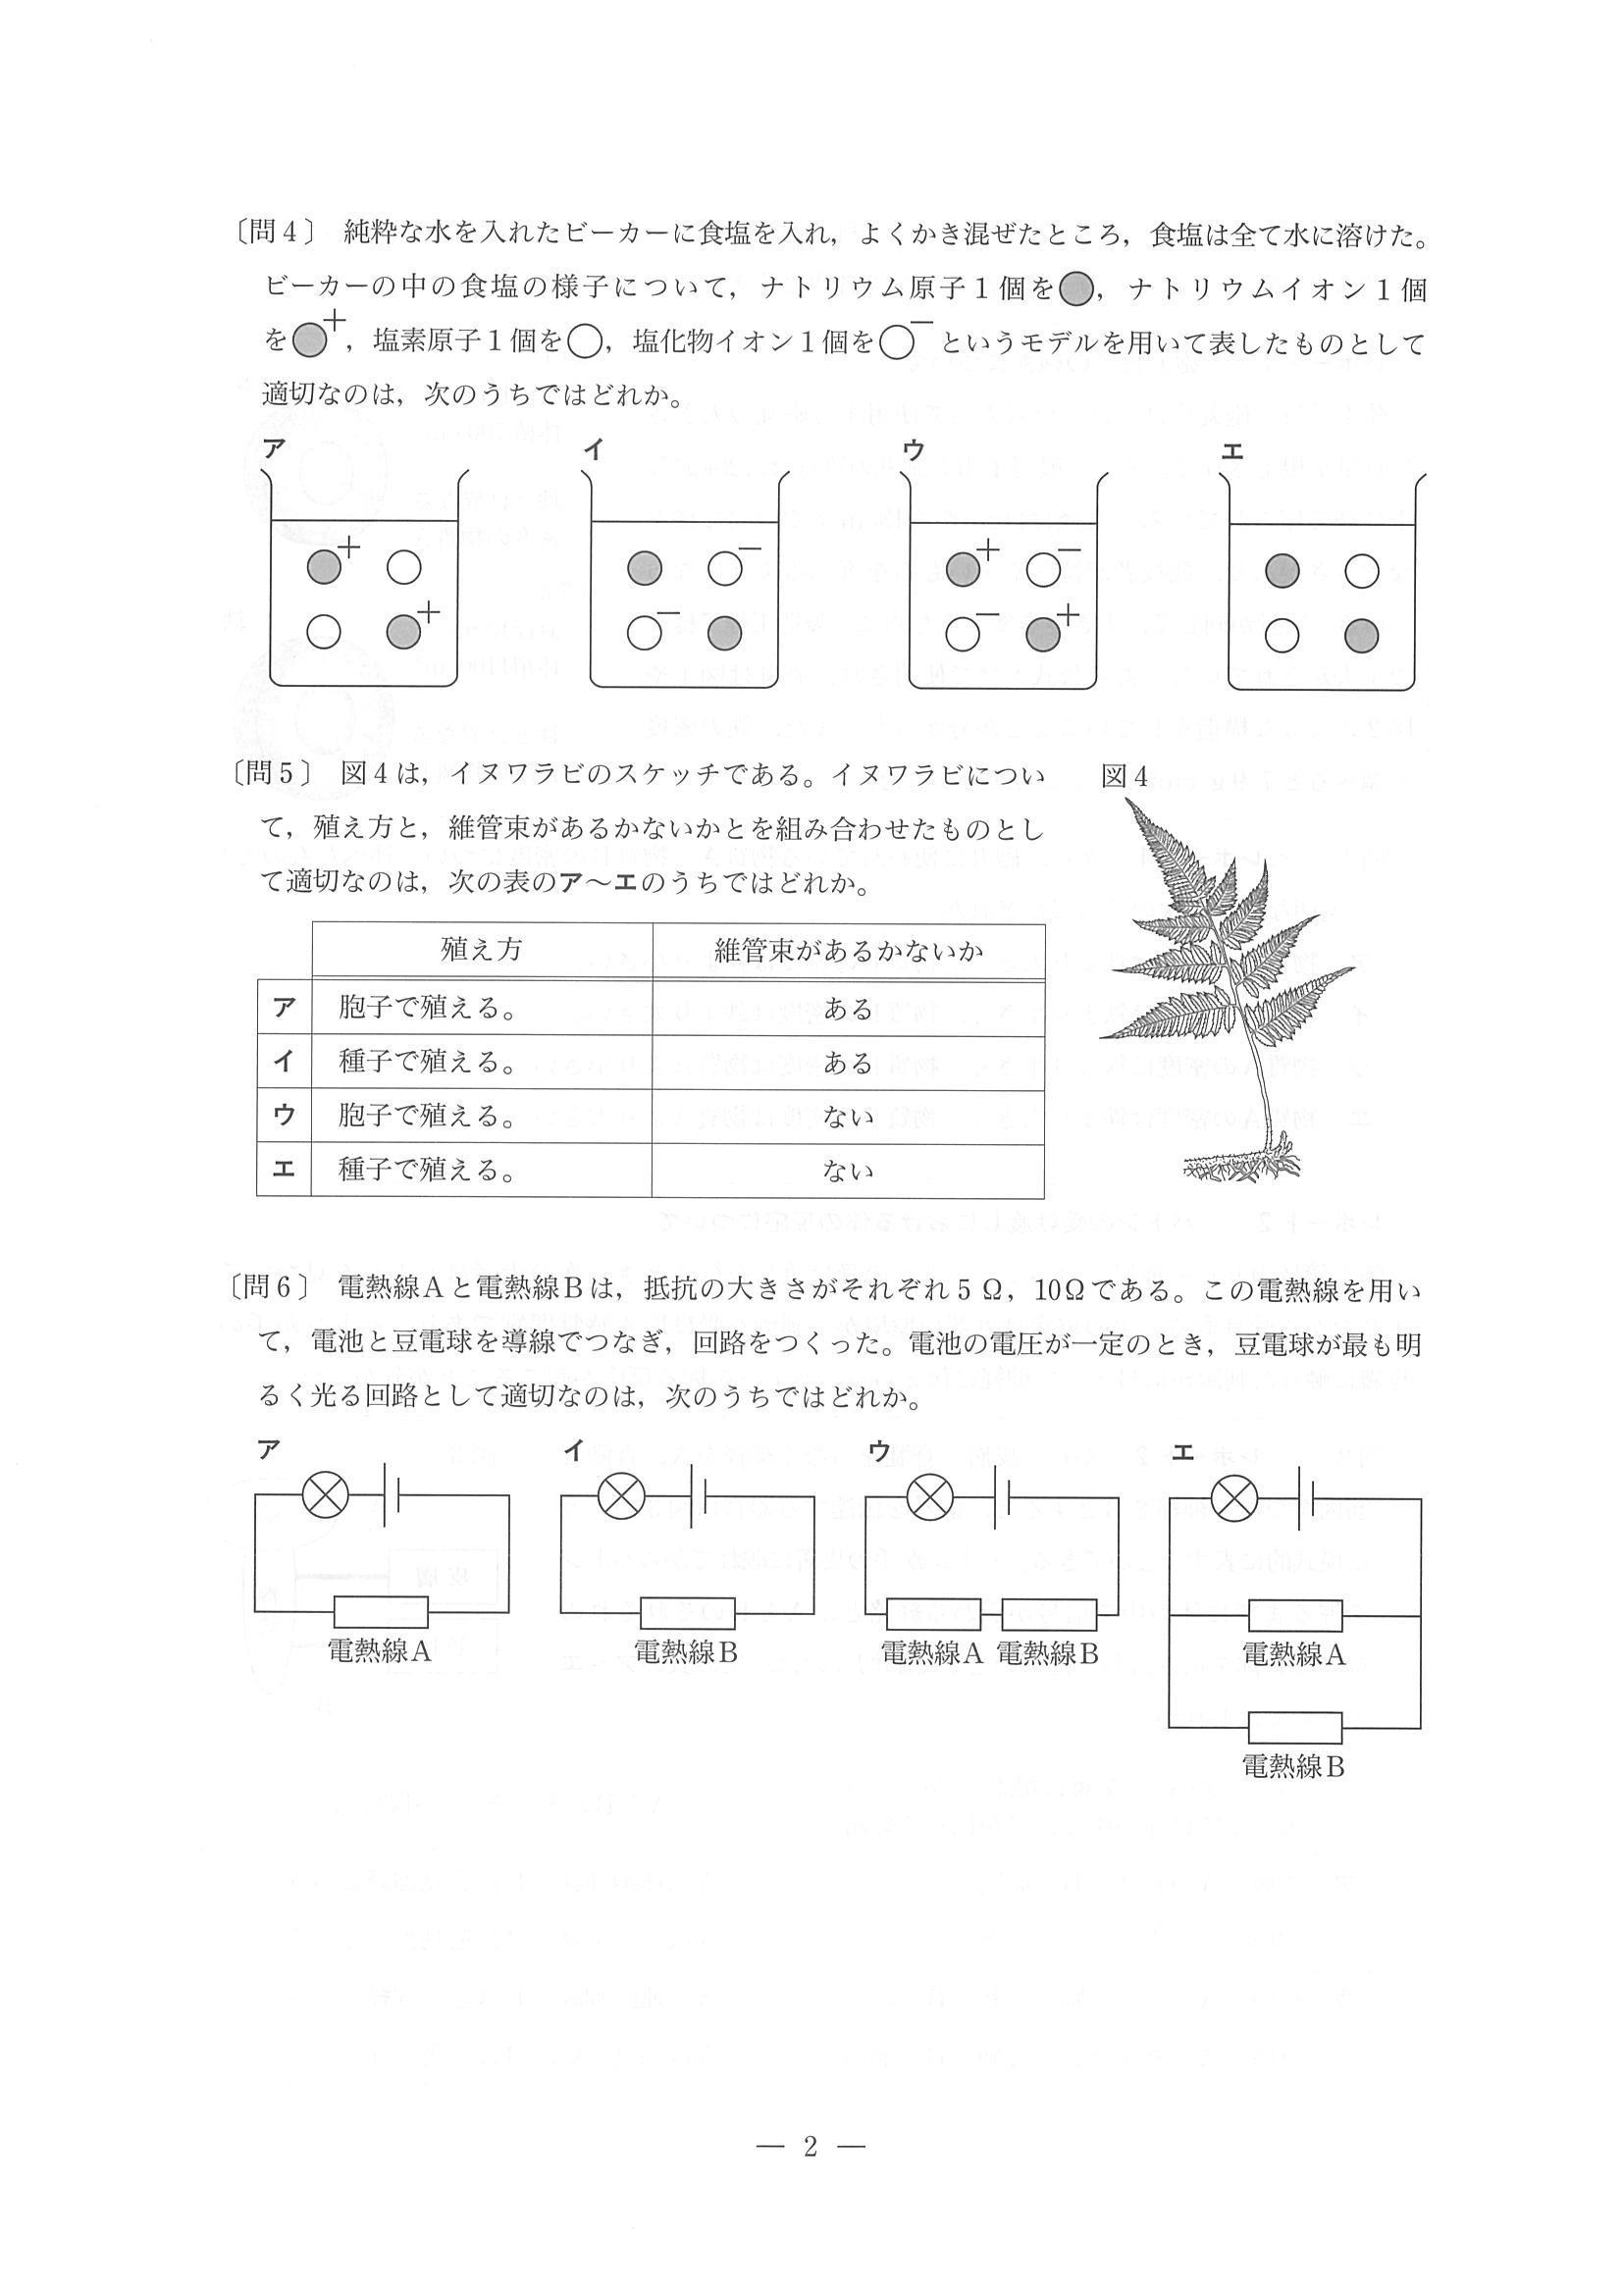 〔問４〕 純粋な水を入れたビーカーに食塩を入れ，よくかき混ぜたところ，食塩は全て水に溶けた。
ビーカーの中の食塩の様子について，ナトリウム原子１個を，ナトリウムイオン１個
を＋，塩素原子１個を，塩化物イオン１個を－というモデルを用いて表したものとして
適切なのは，次のうちではどれか。
ア イ ウ エ
＋ － ＋ －
＋ － － ＋
〔問５〕 図４は，イヌワラビのスケッチである。イヌワラビについ
て，殖え方と，維管束があるかないかとを組み合わせたものとし
て適切なのは，次の表のア～エのうちではどれか。
図４
殖え方 維管束があるかないか
ア 胞子で殖える。 ある
イ 種子で殖える。 ある
ウ 胞子で殖える。 ない
エ 種子で殖える。 ない
〔問６〕 電熱線Ａと電熱線Ｂは，抵抗の大きさがそれぞれ５Ω，10Ωである。この電熱線を用い
て，電池と豆電球を導線でつなぎ，回路をつくった。電池の電圧が一定のとき，豆電球が最も明
るく光る回路として適切なのは，次のうちではどれか。
ア イ ウ エ
電熱線Ａ 電熱線Ｂ 電熱線Ａ 電熱線Ｂ 電熱線Ａ
電熱線Ｂ
— 2 —